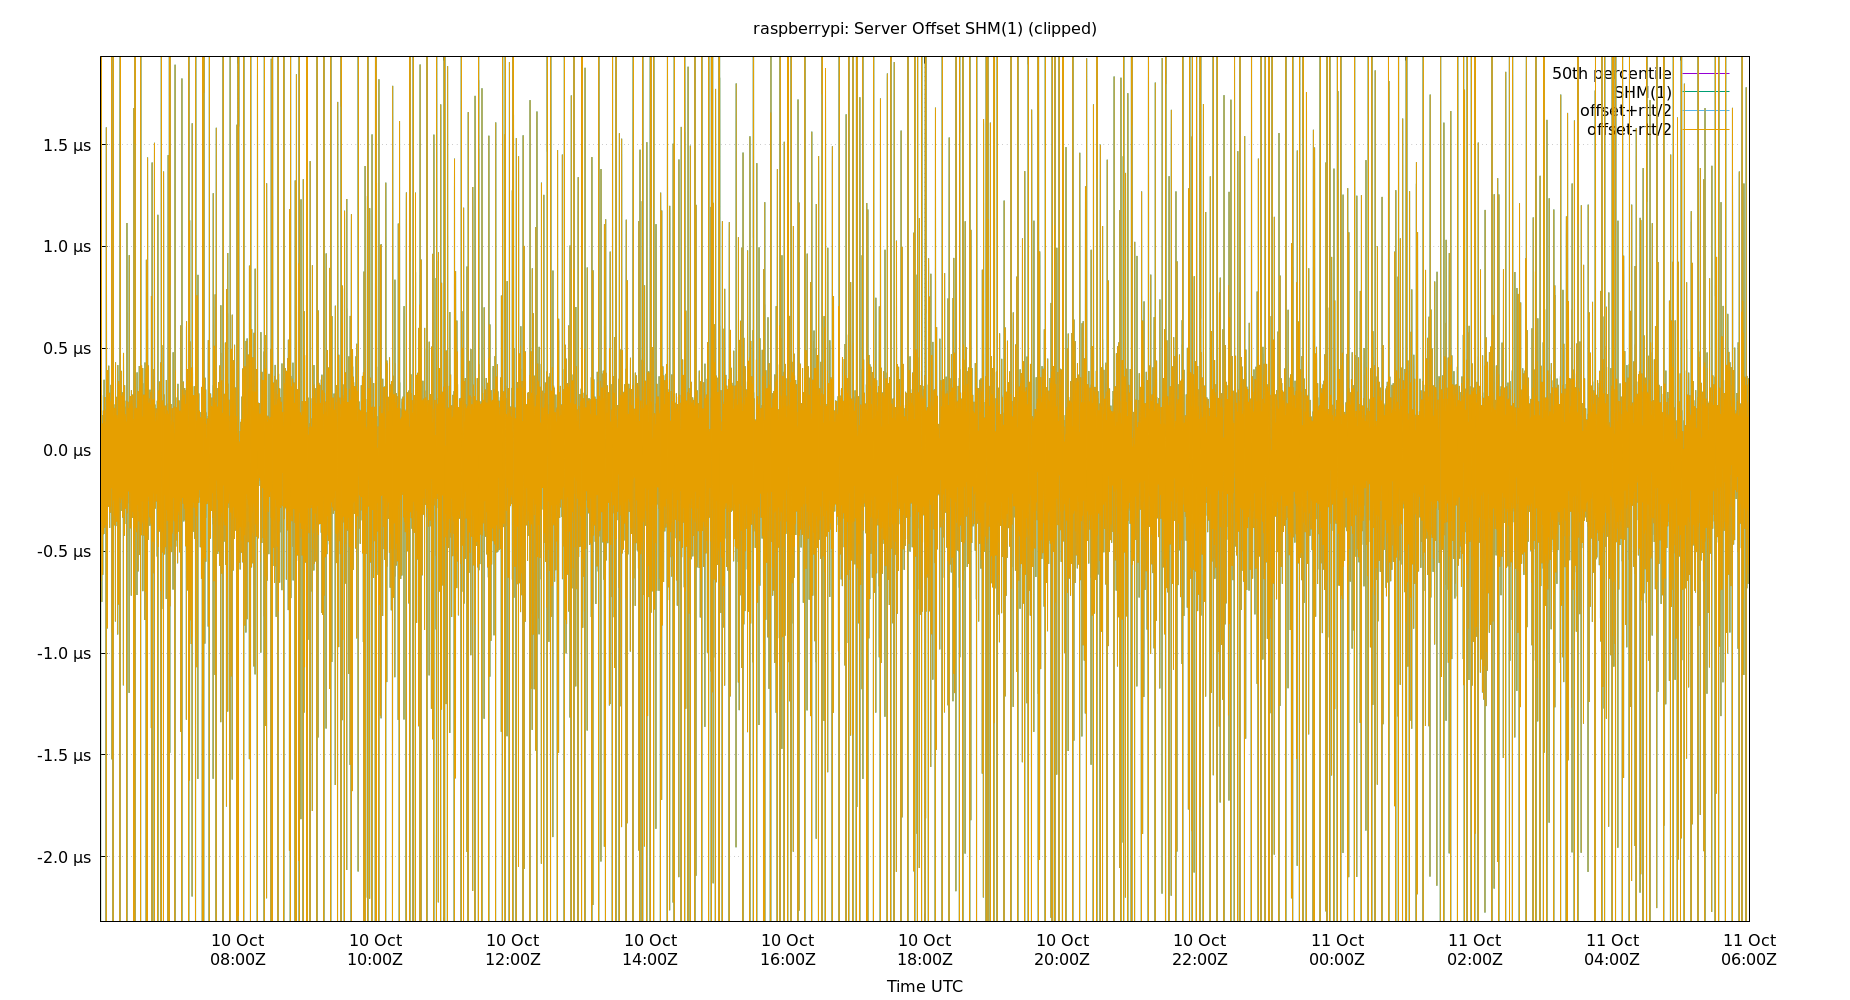 raspberrypi: Server Offset SHM(1) (clipped)
50th percentile
SHM(1)
offset+rtt/2
offset-rtt/2
1.5 µs
1.0 µs
0.5 µs
0.0 µs
-0.5 µs
-1.0 µs
-1.5 µs
-2.0 µs
10 Oct 10 Oct 10 Oct 10 Oct 10 Oct 10 Oct 10 Oct 10 Oct 11 Oct 11 Oct 11 Oct 11 Oct
08:00Z 10:00Z 12:00Z 14:00Z 16:00Z 18:00Z 20:00Z 22:00Z 00:00Z 02:00Z 04:00Z 06:00Z
Time UTC